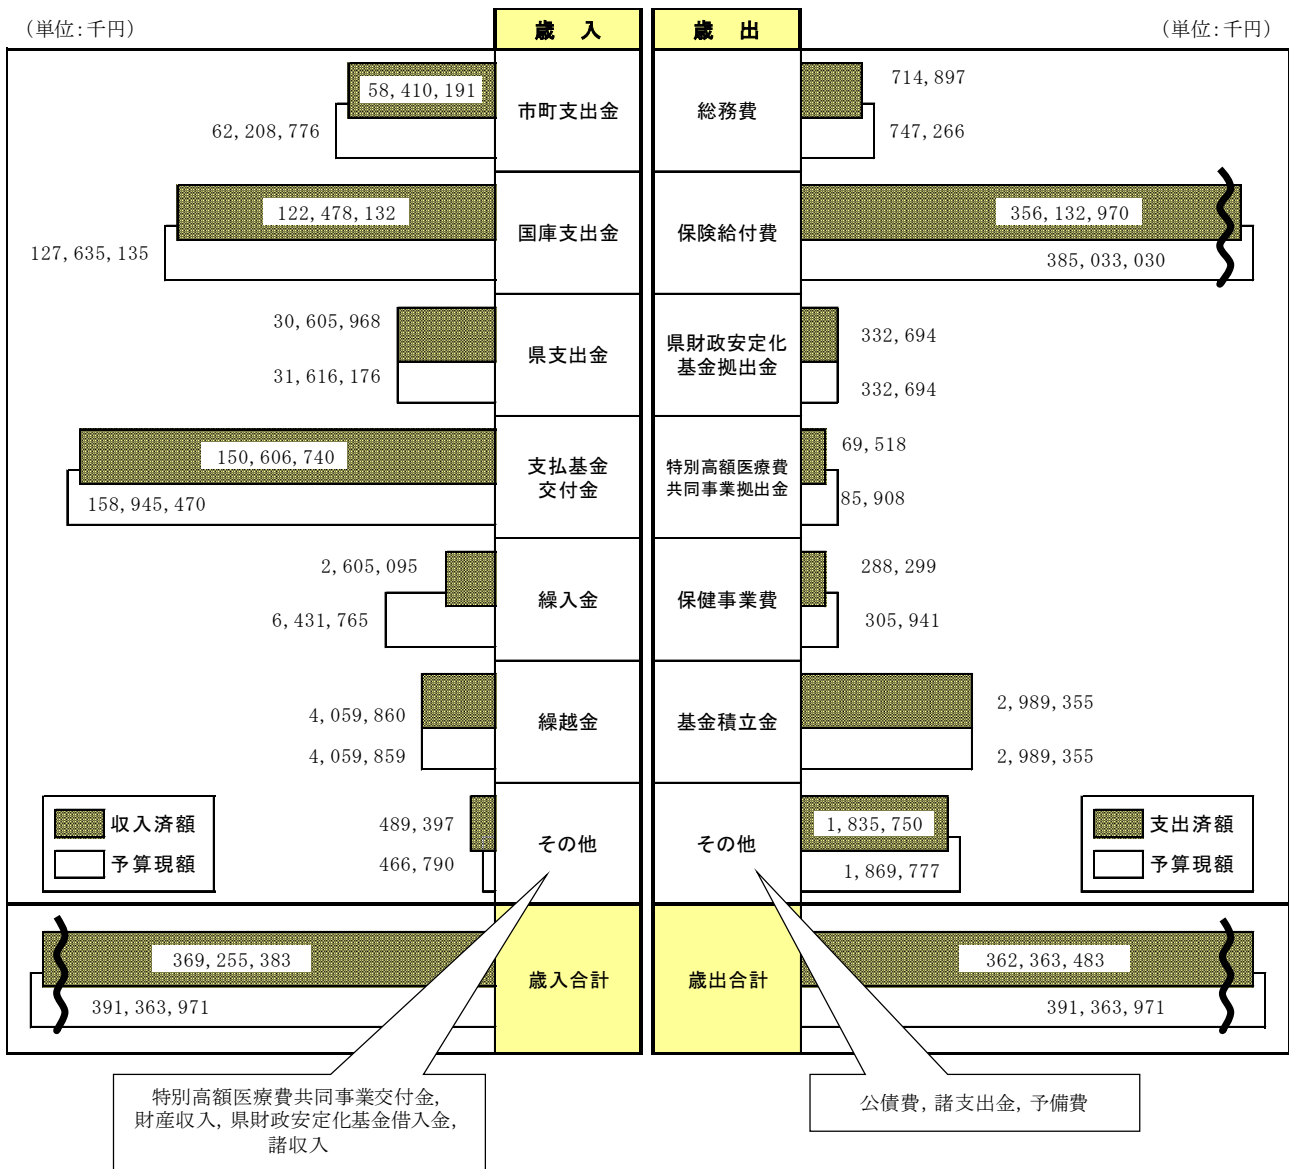 (単位:千円)
歳 入
歳 出
(単位:千円)
58,410,191
62,208,776
市町支出金
総務費
714,897
747,266
122,478,132
127,635,135
国庫支出金
保険給付費
356,132,970
385,033,030
30,605,968
31,616,176
県支出金
県財政安定化
基金拠出金
332,694
332,694
150,606,740
158,945,470
支払基金
交付金
特別高額医療費
共同事業拠出金
69,518
85,908
2,605,095
6,431,765
繰入金
保健事業費
288,299
305,941
4,059,860
4,059,859
繰越金
基金積立金
2,989,355
2,989,355
収入済額
予算現額
489,397
466,790
その他
その他
1,835,750
1,869,777
支出済額
予算現額
369,255,383
391,363,971
歳入合計
歳出合計
362,363,483
391,363,971
特別高額医療費共同事業交付金,
財産収入, 県財政安定化基金借入金,
諸収入
公債費, 諸支出金, 予備費